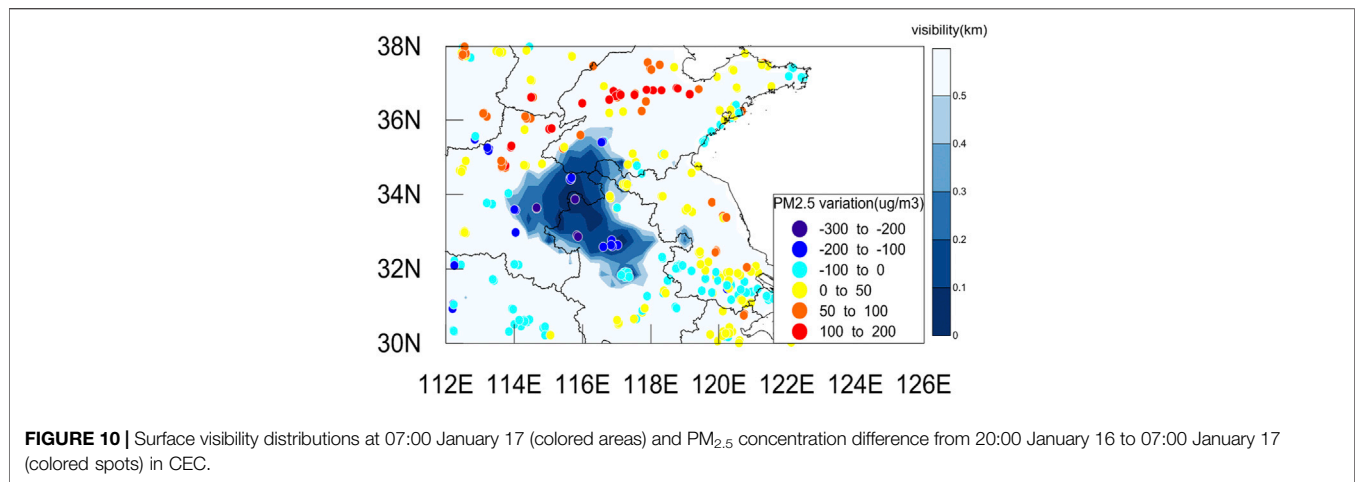 visibility(km)
38N
36N
34N
32N
30N
0.5
0.4
0.3
0.2
0.1
0
PM2.5 variation(ug/m3)
-300 to -200
-200 to -100
-100 to 0
0 to 50
50 to 100
100 to 200
112E 114E 116E 118E 120E 122E 124E 126E
FIGURE 10 | Surface visibility distributions at 07:00 January 17 (colored areas) and PM2.5 concentration difference from 20:00 January 16 to 07:00 January 17
(colored spots) in CEC.